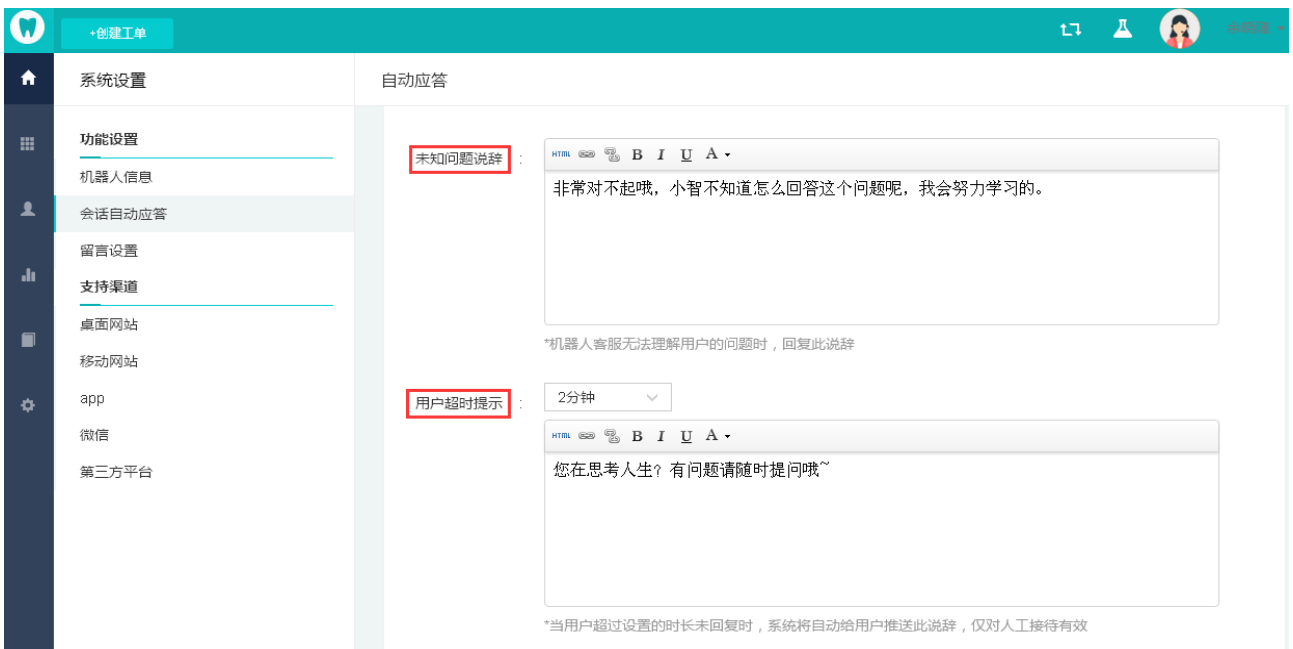 +创建工单
系统设置
自动应答
功能设置
机器人信息
会话自动应答
留言设置
支持渠道
桌面网站
移动网站
app
微信
第三方平台
未知问题说辞 :
HTML B I U A
非常对不起哦，小智不知道怎么回答这个问题呢，我会努力学习的。
*机器人客服无法理解用户的问题时，回复此说辞
用户超时提示 :
2分钟
HTML B I U A
您在思考人生？有问题请随时提问哦~
*当用户超过设置的时长未回复时，系统将自动给用户推送此说辞，仅对人工接待有效